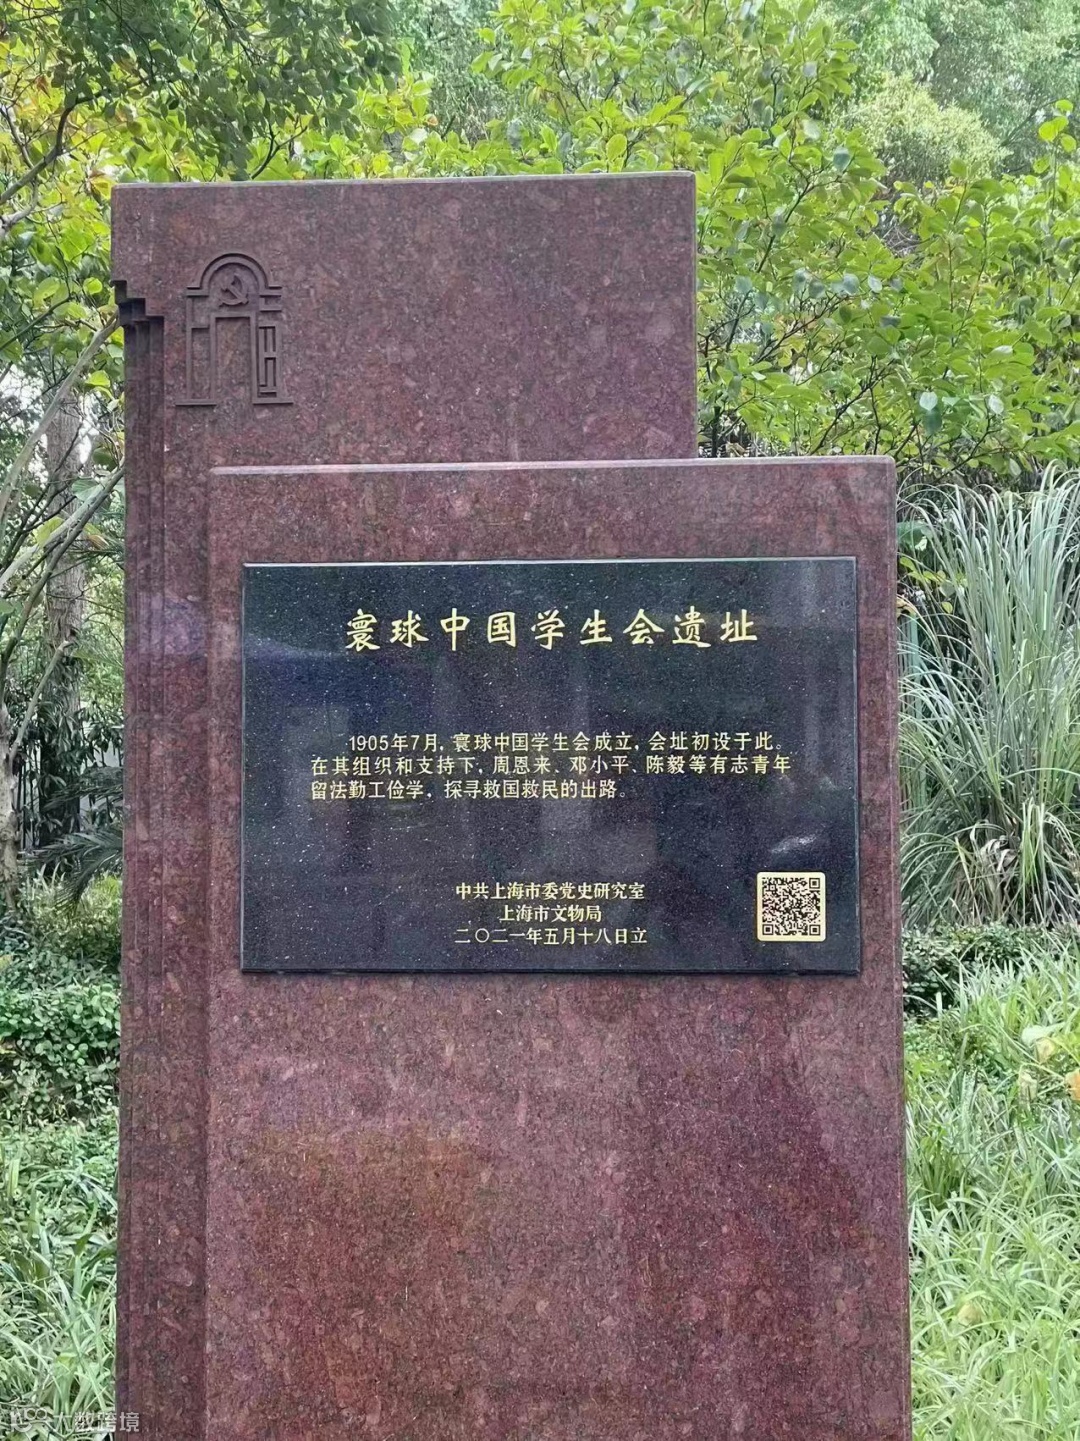 寰球中国学生会遗址
1905年7月，寰球中国学生会成立，会址初设于此。
在其组织和支持下，周恩来、邓小平、陈毅等有志青年
留法勤工俭学，探寻救国救民的出路。
中共上海市委党史研究室
上海市文物局
二〇二一年五月十八日立
大数跨境